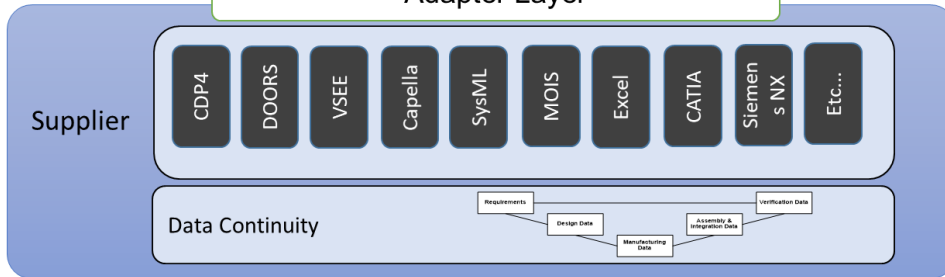 Adapter Layer
Supplier
CDP4
DOORS
VSEE
Capella
SysML
MOIS
Excel
CATIA
Siemen
s NX
Etc...
Data Continuity
Requirements
Verification Data
Design Data
Assembly &
Integration Data
Manufacturing
Data